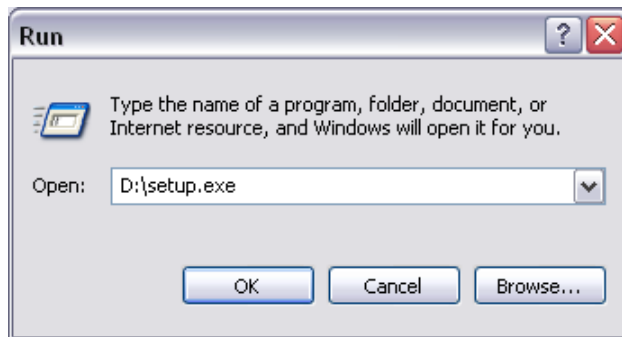 Run
Type the name of a program, folder, document, or
Internet resource, and Windows will open it for you.
Open: D:\setup.exe
OK Cancel Browse...